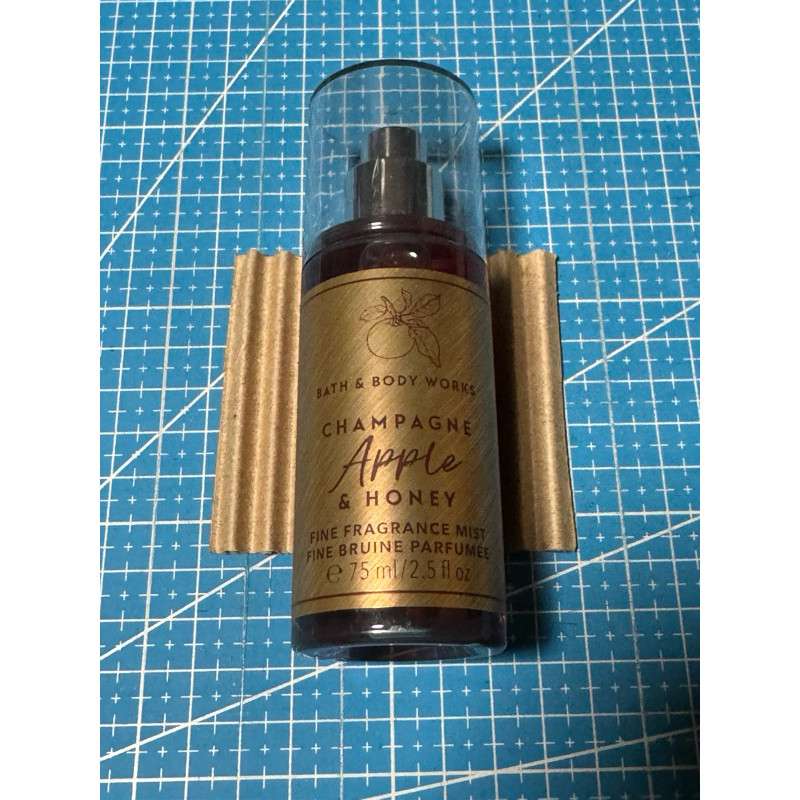 BATH & BODY WORKS
CHAMPAGNE
Apple
& HONEY
FINE FRAGRANCE MIST
FINE BRUINE PARFUMÉE
℮ 75 ml/2.5 fl oz